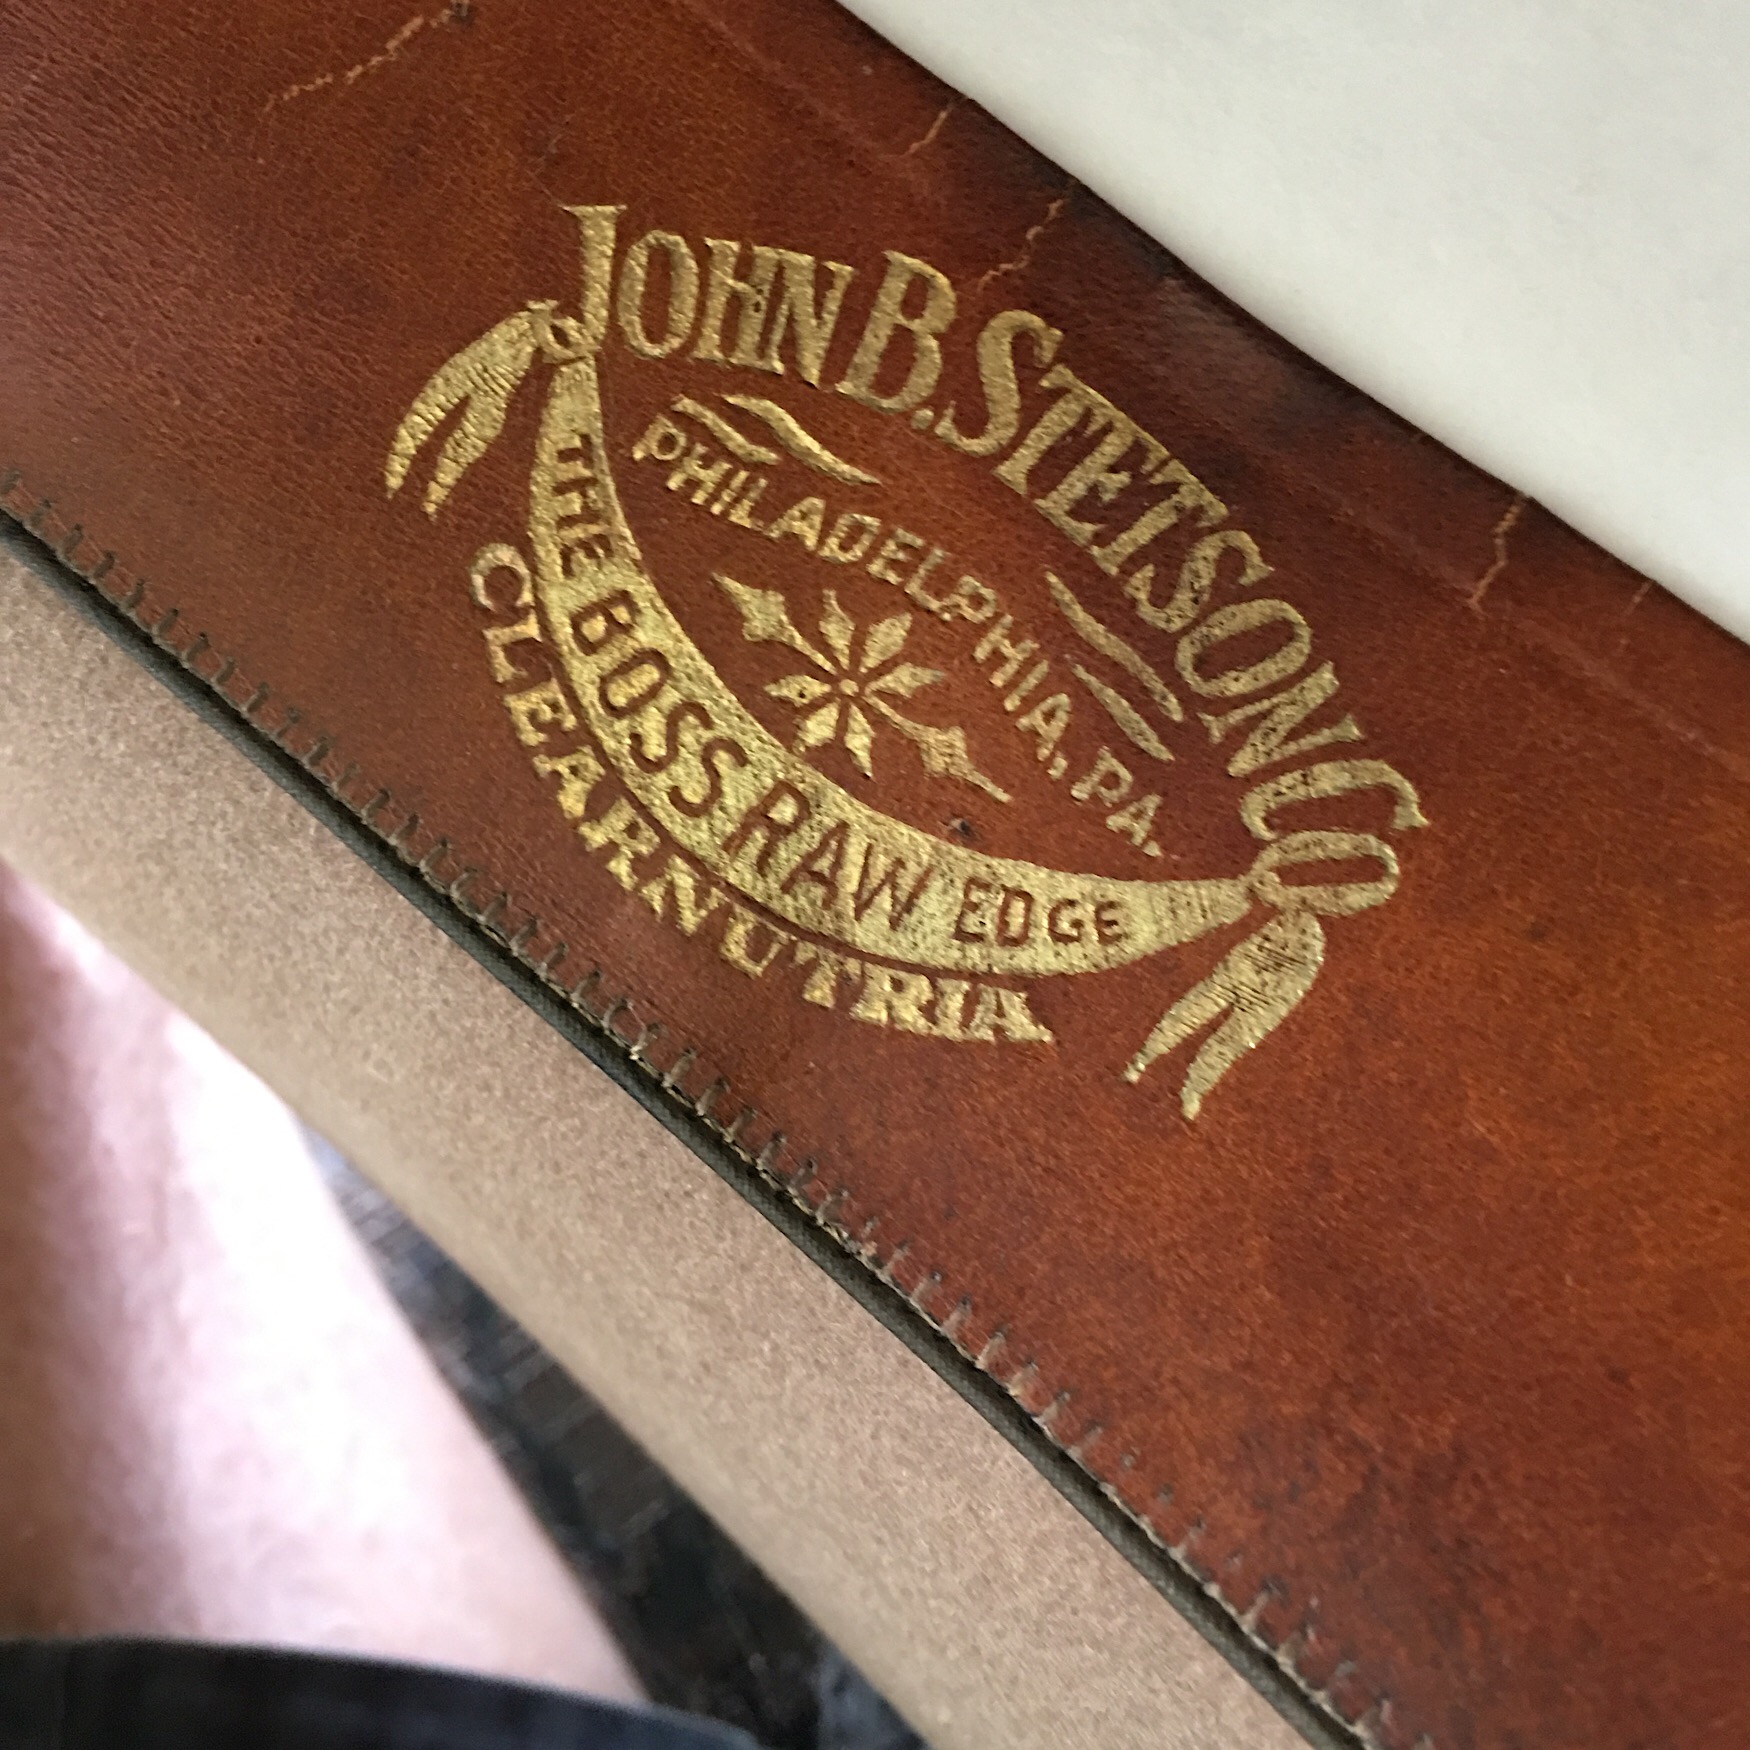 JOHN B. STETSON CO
PHILADELPHIA, PA.
THE BOSS RAW EDGE
CLEAR NUTRIA